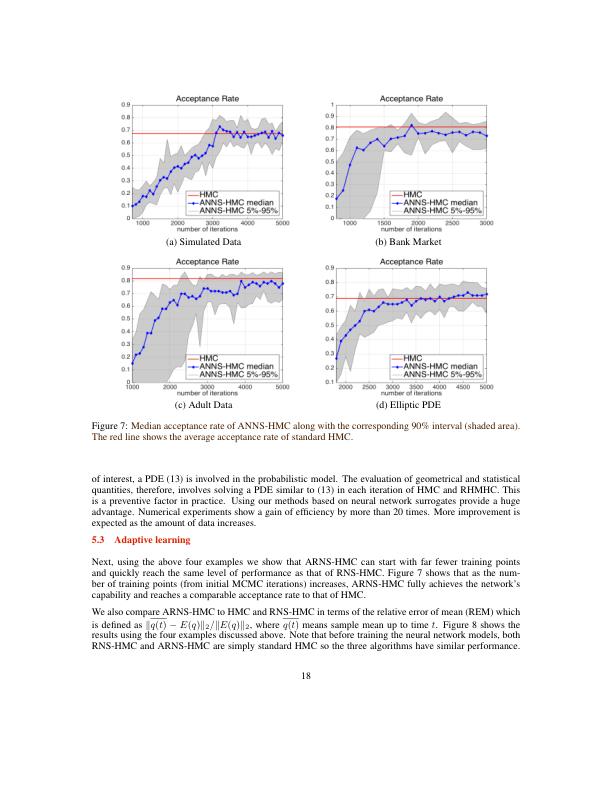 Acceptance Rate
0.9
0.8
0.7
0.6
0.5
0.4
0.3
0.2
0.1
0
HMC
ANNS-HMC median
ANNS-HMC 5%-95%
1000 2000 3000 4000 5000
number of iterations
(a) Simulated Data
Acceptance Rate
1
0.9
0.8
0.7
0.6
0.5
0.4
0.3
0.2
0.1
0
HMC
ANNS-HMC median
ANNS-HMC 5%-95%
1000 1500 2000 2500 3000
number of iterations
(b) Bank Market
Acceptance Rate
0.9
0.8
0.7
0.6
0.5
0.4
0.3
0.2
0.1
0
HMC
ANNS-HMC median
ANNS-HMC 5%-95%
1000 2000 3000 4000 5000
number of iterations
(c) Adult Data
Acceptance Rate
0.9
0.8
0.7
0.6
0.5
0.4
0.3
0.2
0.1
HMC
ANNS-HMC median
ANNS-HMC 5%-95%
2000 2500 3000 3500 4000 4500 5000
number of iterations
(d) Elliptic PDE
Figure 7: Median acceptance rate of ANNS-HMC along with the corresponding 90% interval (shaded area).
The red line shows the average acceptance rate of standard HMC.
of interest, a PDE (13) is involved in the probabilistic model. The evaluation of geometrical and statistical
quantities, therefore, involves solving a PDE similar to (13) in each iteration of HMC and RHMHC. This
is a preventive factor in practice. Using our methods based on neural network surrogates provide a huge
advantage. Numerical experiments show a gain of efficiency by more than 20 times. More improvement is
expected as the amount of data increases.
5.3 Adaptive learning
Next, using the above four examples we show that ARNS-HMC can start with far fewer training points
and quickly reach the same level of performance as that of RNS-HMC. Figure 7 shows that as the num-
ber of training points (from initial MCMC iterations) increases, ARNS-HMC fully achieves the network's
capability and reaches a comparable acceptance rate to that of HMC.
We also compare ARNS-HMC to HMC and RNS-HMC in terms of the relative error of mean (REM) which
is defined as ‖q̅(̅t̅)̅ − E(q)‖₂/‖E(q)‖₂, where q̅(̅t̅)̅ means sample mean up to time t. Figure 8 shows the
results using the four examples discussed above. Note that before training the neural network models, both
RNS-HMC and ARNS-HMC are simply standard HMC so the three algorithms have similar performance.
18